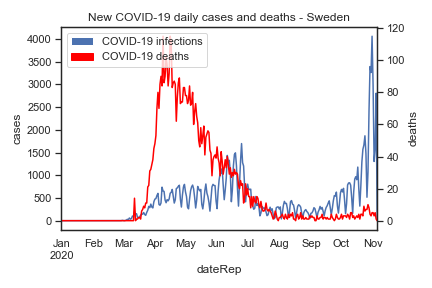 New COVID-19 daily cases and deaths - Sweden
COVID-19 infections
COVID-19 deaths
4000
3500
3000
2500
2000
1500
1000
500
0
cases
120
100
80
60
40
20
0
deaths
Jan Feb Mar Apr May Jun Jul Aug Sep Oct Nov
2020
dateRep